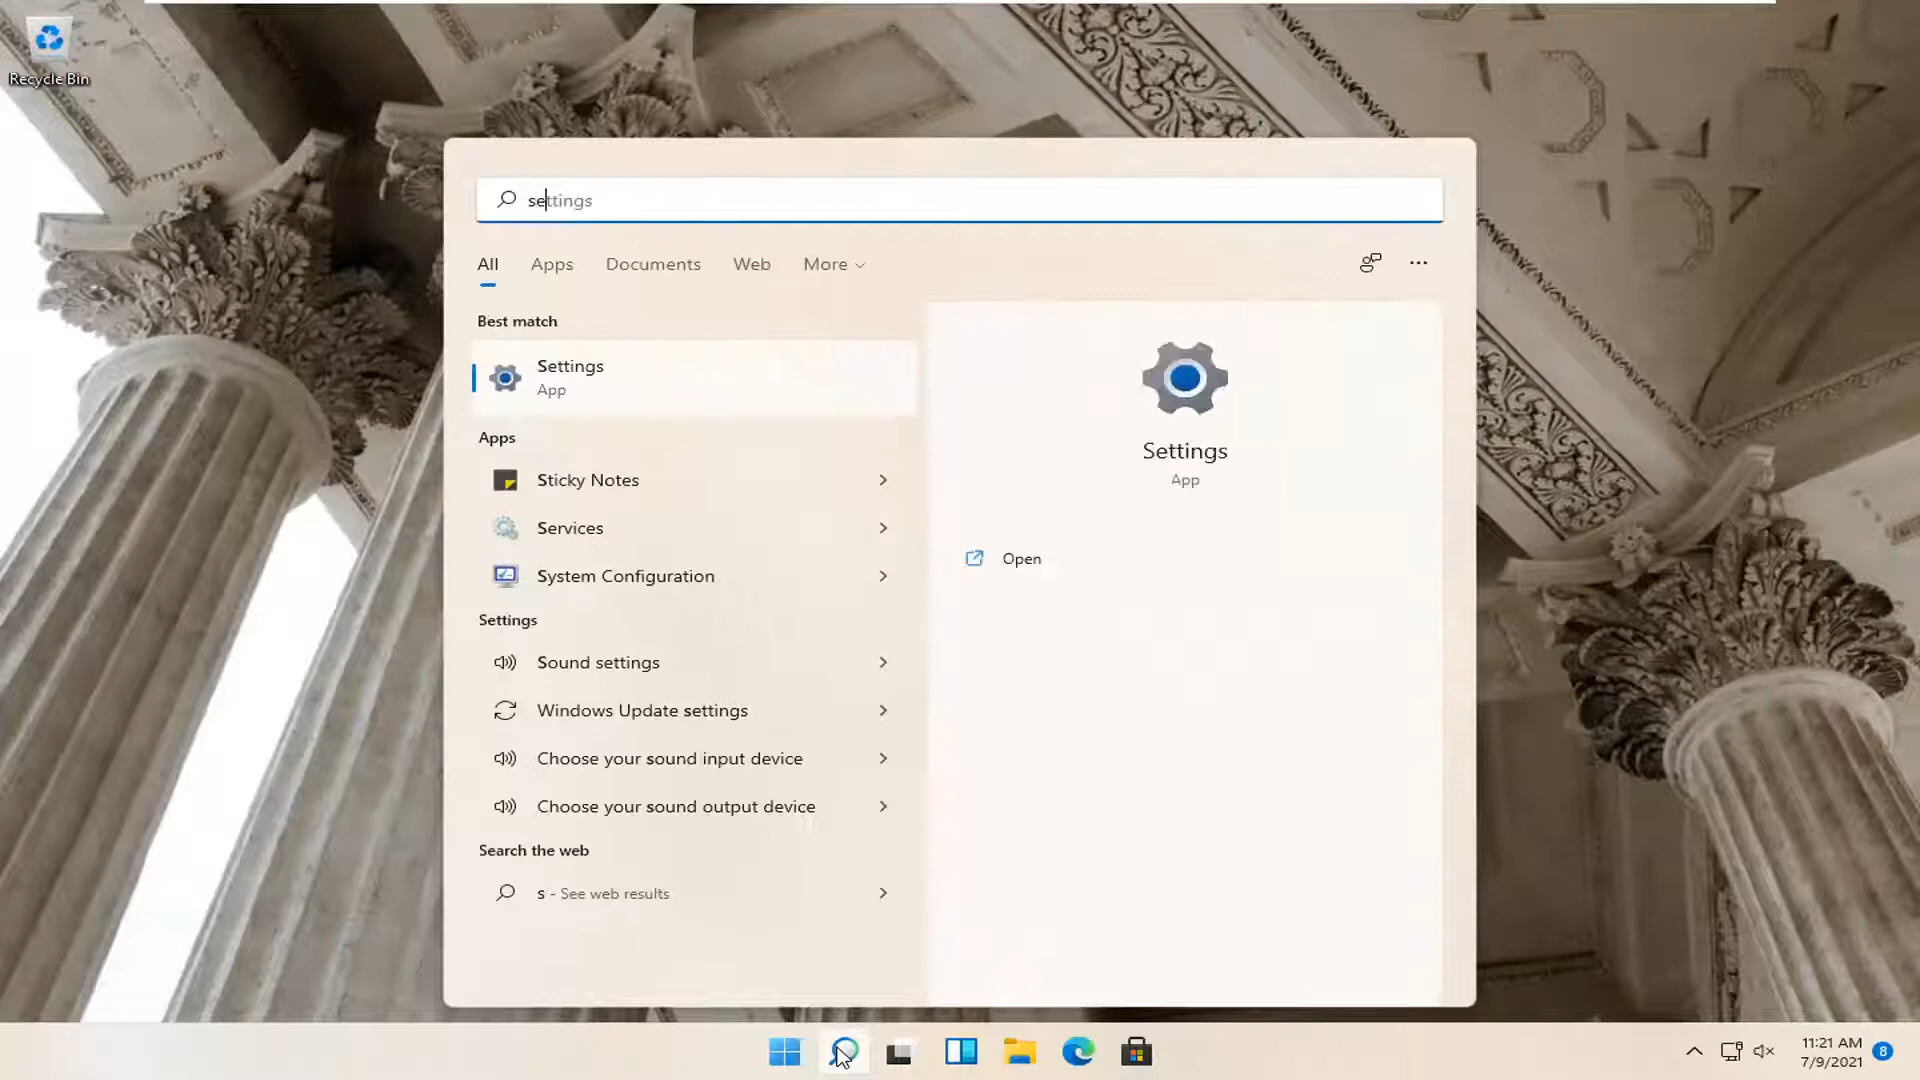 Recycle Bin
settings
All
Apps
Documents
Web
More
Best match
Settings
App
Apps
Sticky Notes
Services
System Configuration
Settings
Sound settings
Windows Update settings
Choose your sound input device
Choose your sound output device
Search the web
s - See web results
Settings
App
Open
11:21 AM
7/9/2021
8